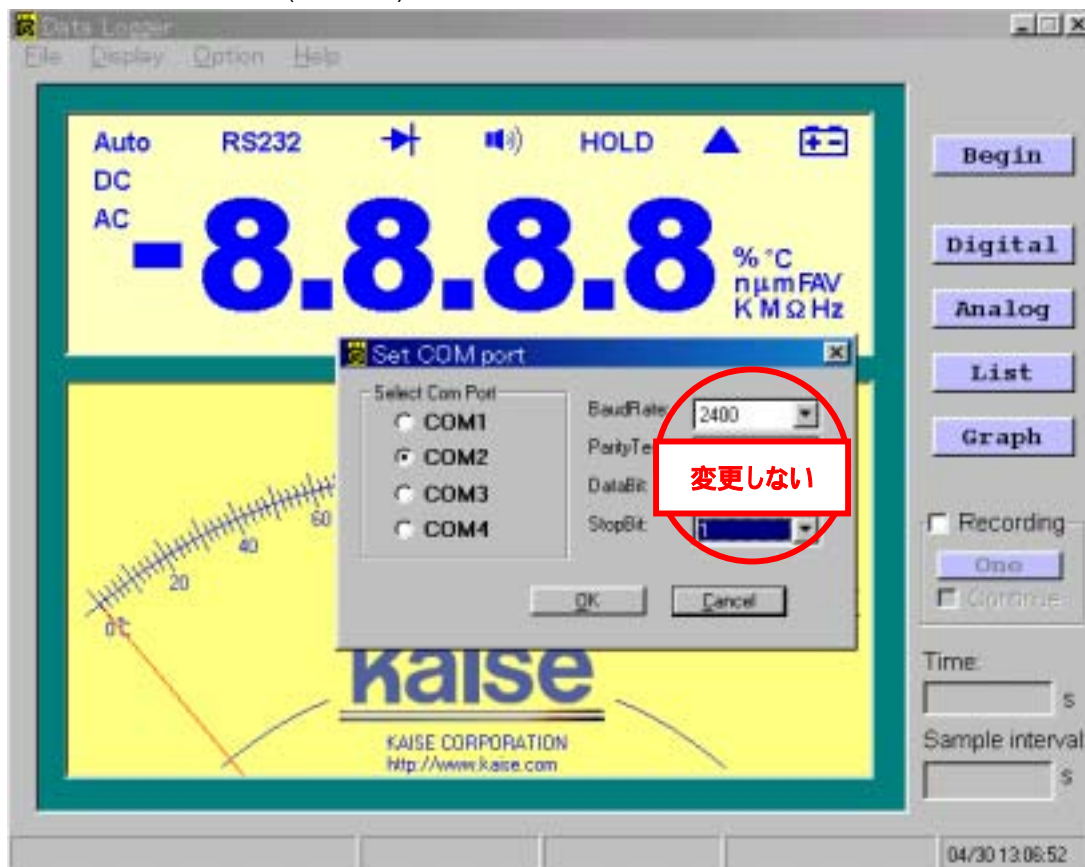 Data Logger
File Display Option Help
Auto RS232 HOLD
DC
AC
-8.8.8.8
% °C
nμmFAV
K M Ω Hz
Begin
Digital
Analog
List
Graph
Recording
One
Continue
Time:
s
Sample interval:
s
Set COM port
Select Com Port
COM1
COM2
COM3
COM4
BaudRate: 2400
ParityTe
変更しない
DataBit:
StopBit: 1
OK Cancel
0℃
20
40
60
kaise
KAISE CORPORATION
http://www.kaise.com
04/30 13:06:52